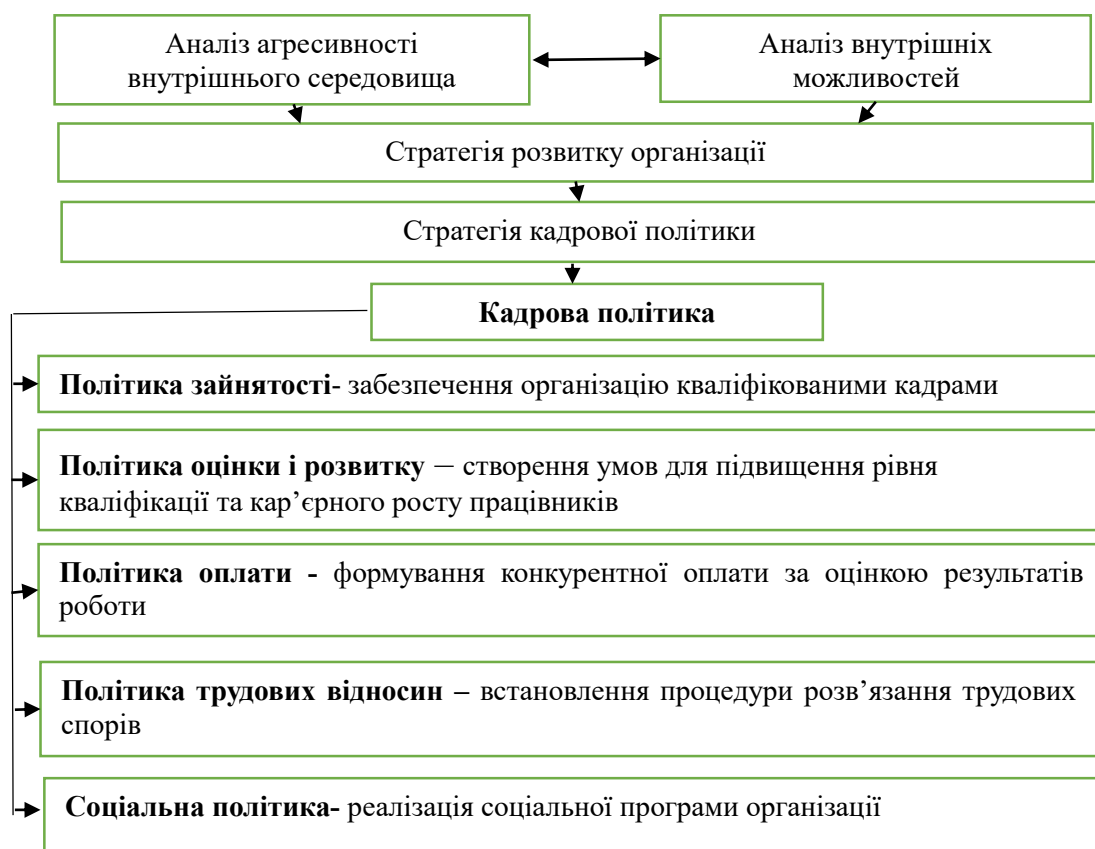 Аналіз агресивності
внутрішнього середовища
Аналіз внутрішніх
можливостей
Стратегія розвитку організації
Стратегія кадрової політики
Кадрова політика
Політика зайнятості- забезпечення організацію кваліфікованими кадрами
Політика оцінки і розвитку — створення умов для підвищення рівня
кваліфікації та кар’єрного росту працівників
Політика оплати - формування конкурентної оплати за оцінкою результатів
роботи
Політика трудових відносин – встановлення процедури розв’язання трудових
спорів
Соціальна політика- реалізація соціальної програми організації